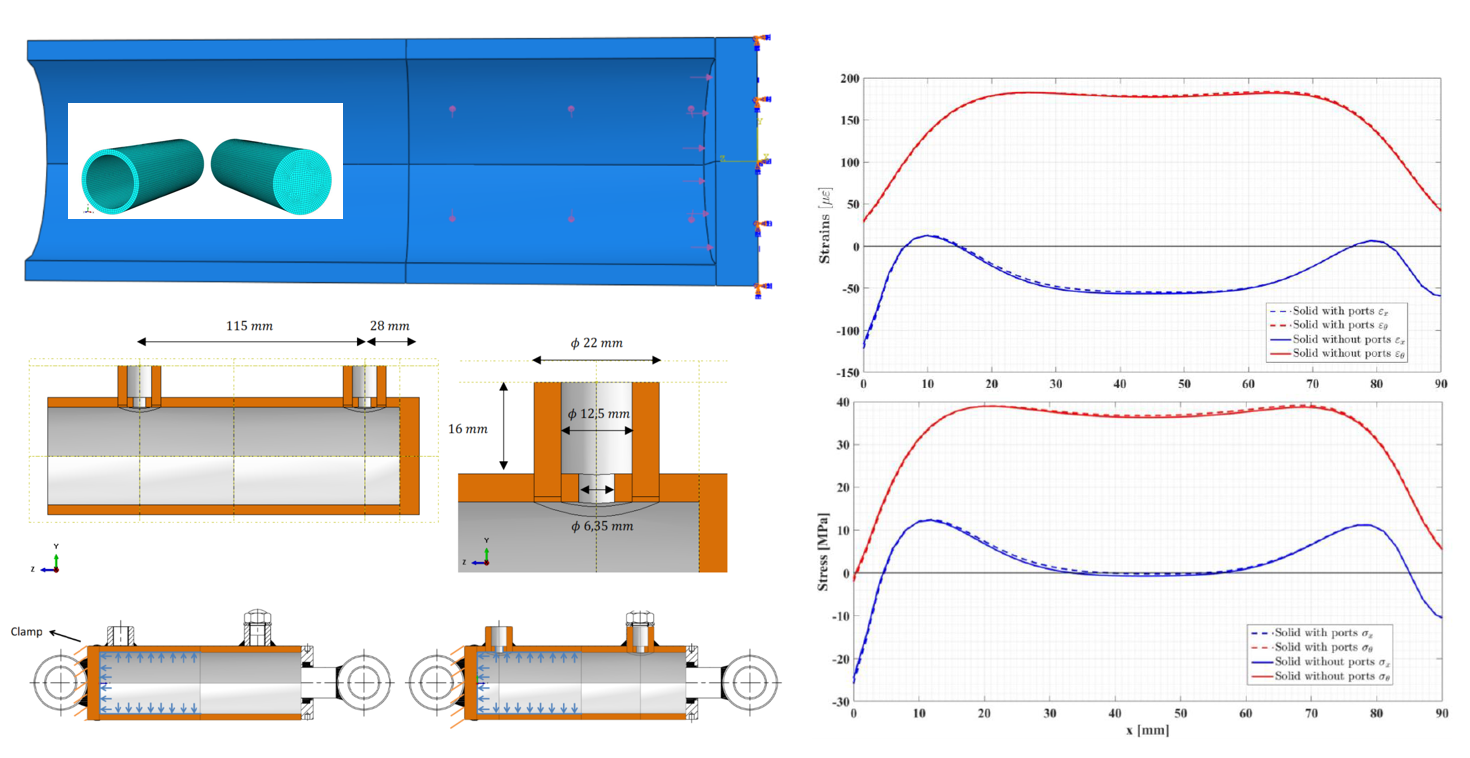 115 mm
28 mm
Y
Z
ϕ 22 mm
16 mm
ϕ 12,5 mm
ϕ 6,35 mm
Y
Z
Clamp
200
150
100
50
0
-50
-100
-150
Strains [με]
0 10 20 30 40 50 60 70 80 90
Solid with ports εx
Solid with ports εθ
Solid without ports εx
Solid without ports εθ
40
30
20
10
0
-10
-20
-30
Stress [MPa]
0 10 20 30 40 50 60 70 80 90
x [mm]
Solid with ports σx
Solid with ports σθ
Solid without ports σx
Solid without ports σθ